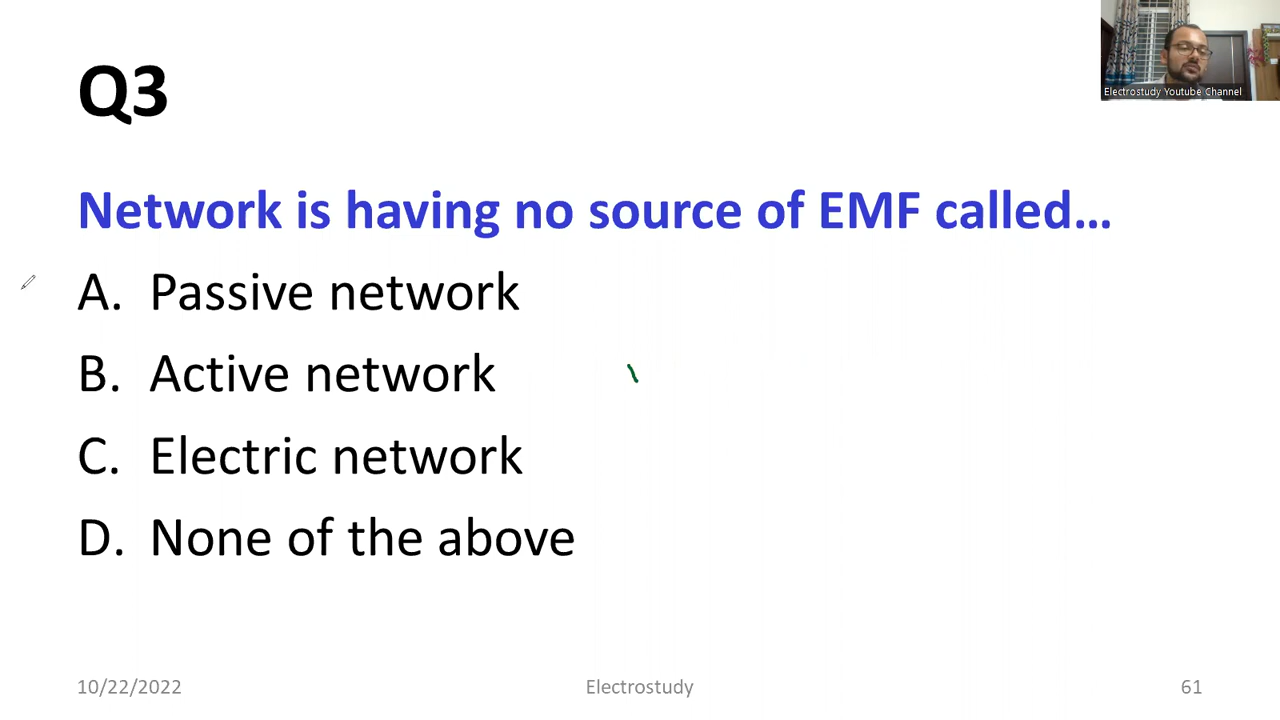 Q3
Electrostudy Youtube Channel
Network is having no source of EMF called...
A. Passive network
B. Active network
C. Electric network
D. None of the above
10/22/2022 Electrostudy 61